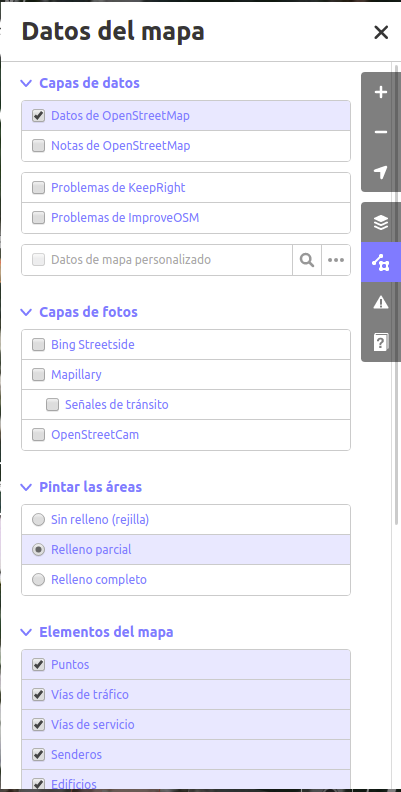 Datos del mapa
Capas de datos
Datos de OpenStreetMap
Notas de OpenStreetMap
Problemas de KeepRight
Problemas de ImproveOSM
Datos de mapa personalizado
Capas de fotos
Bing Streetside
Mapillary
Señales de tránsito
OpenStreetCam
Pintar las áreas
Sin relleno (rejilla)
Relleno parcial
Relleno completo
Elementos del mapa
Puntos
Vías de tráfico
Vías de servicio
Senderos
Edificios